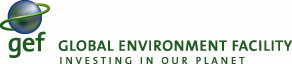 gef GLOBAL ENVIRONMENT FACILITY
INVESTING IN OUR PLANET